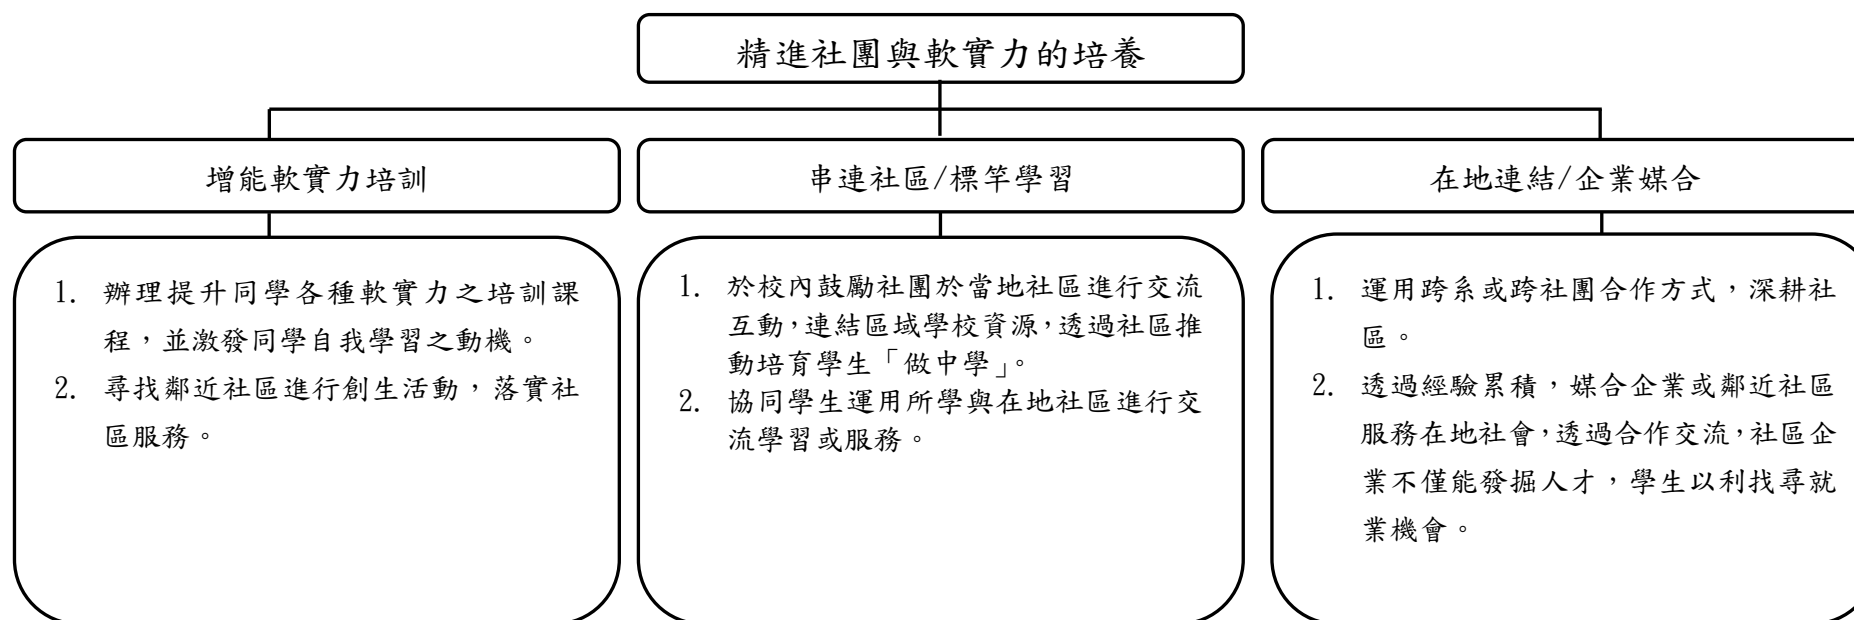 精進社團與軟實力的培養
增能軟實力培訓
串連社區/標竿學習
在地連結/企業媒合
1. 辦理提升同學各種軟實力之培訓課
程，並激發同學自我學習之動機。
2. 尋找鄰近社區進行創生活動，落實社
區服務。
1. 於校內鼓勵社團於當地社區進行交流
互動，連結區域學校資源，透過社區推
動培育學生「做中學」。
2. 協同學生運用所學與在地社區進行交
流學習或服務。
1. 運用跨系或跨社團合作方式，深耕社
區。
2. 透過經驗累積，媒合企業或鄰近社區
服務在地社會，透過合作交流，社區企
業不僅能發掘人才，學生以利找尋就
業機會。